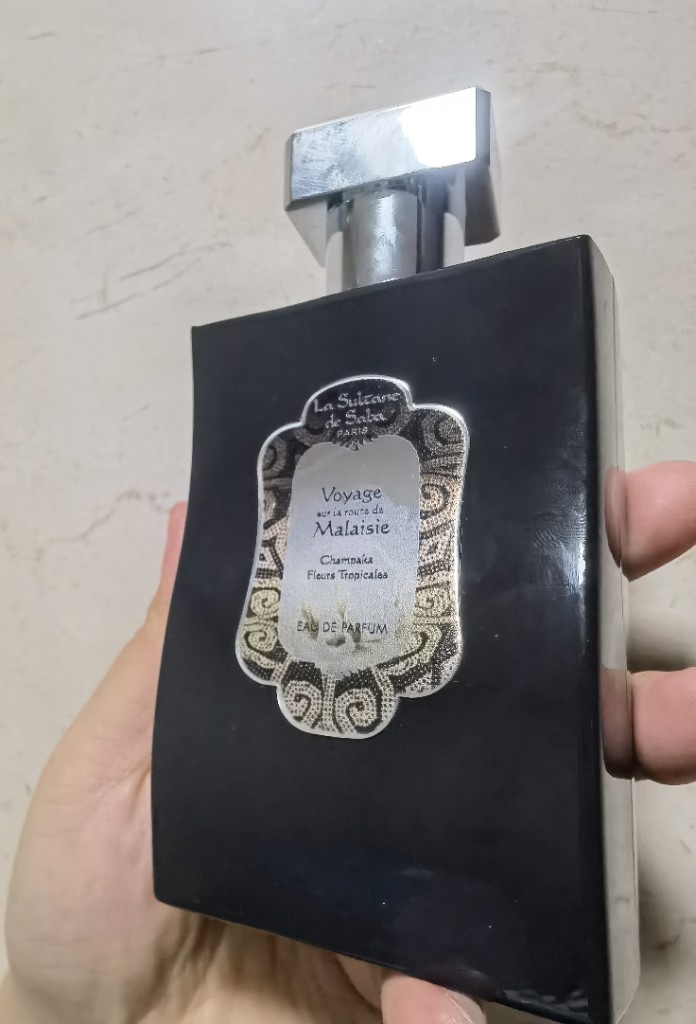 La Sultane
de Saba
PARIS
Voyage
sur la route de
Malaisie
Champaka
Fleurs Tropicales
EAU DE PARFUM